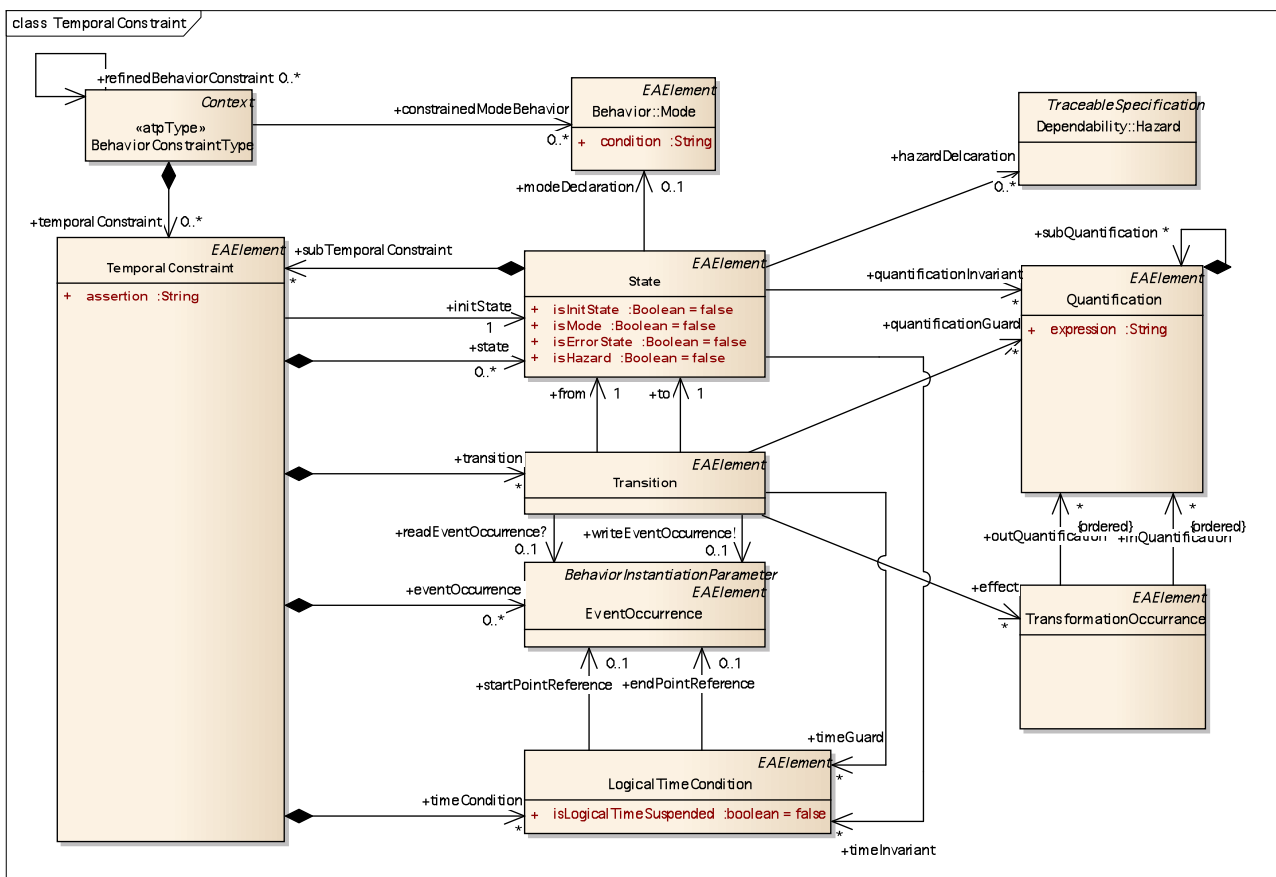 class TemporalConstraint
+refinedBehaviorConstraint 0..*
Context
«atpType»
BehaviorConstraintType
+constrainedModeBehavior
0..*
EAElement
Behavior::Mode
+ condition :String
TraceableSpecification
Dependability::Hazard
+hazardDelcaration
0..*
+modeDeclaration
0..1
+temporalConstraint
0..*
EAElement
TemporalConstraint
+ assertion :String
+subTemporalConstraint
*
+initState
1
+state
0..*
EAElement
State
+ isInitState :Boolean = false
+ isMode :Boolean = false
+ isErrorState :Boolean = false
+ isHazard :Boolean = false
+subQuantification *
+quantificationInvariant
*
+quantificationGuard
*
EAElement
Quantification
+ expression :String
+from
1
+to
1
+transition
*
EAElement
Transition
+readEventOccurrence?
0..1
+writeEventOccurrence!
0..1
*
{ordered}
+outQuantification
*
{ordered}
+inQuantification
+eventOccurrence
0..*
BehaviorInstantiationParameter
EAElement
EventOccurrence
+effect
*
EAElement
TransformationOccurrance
0..1
+startPointReference
0..1
+endPointReference
+timeGuard
*
+timeCondition
*
EAElement
LogicalTimeCondition
+ isLogicalTimeSuspended :boolean = false
*
+timeInvariant